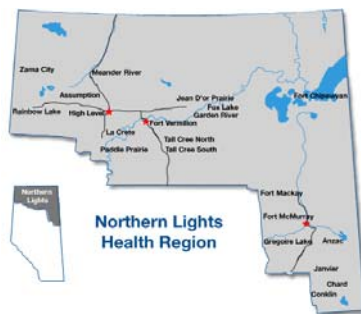 Zama City
Meander River
Assumption
Jean D'or Prairie
Fox Lake
Garden River
Fort Chipewyan
Rainbow Lake
High Level
Fort Vermilion
La Crete
Paddle Prairie
Tall Cree North
Tall Cree South
Northern
Lights
Northern Lights
Health Region
Fort Mackay
Fort McMurray
Gregoire Lake
Anzac
Janvier
Chard
Conklin